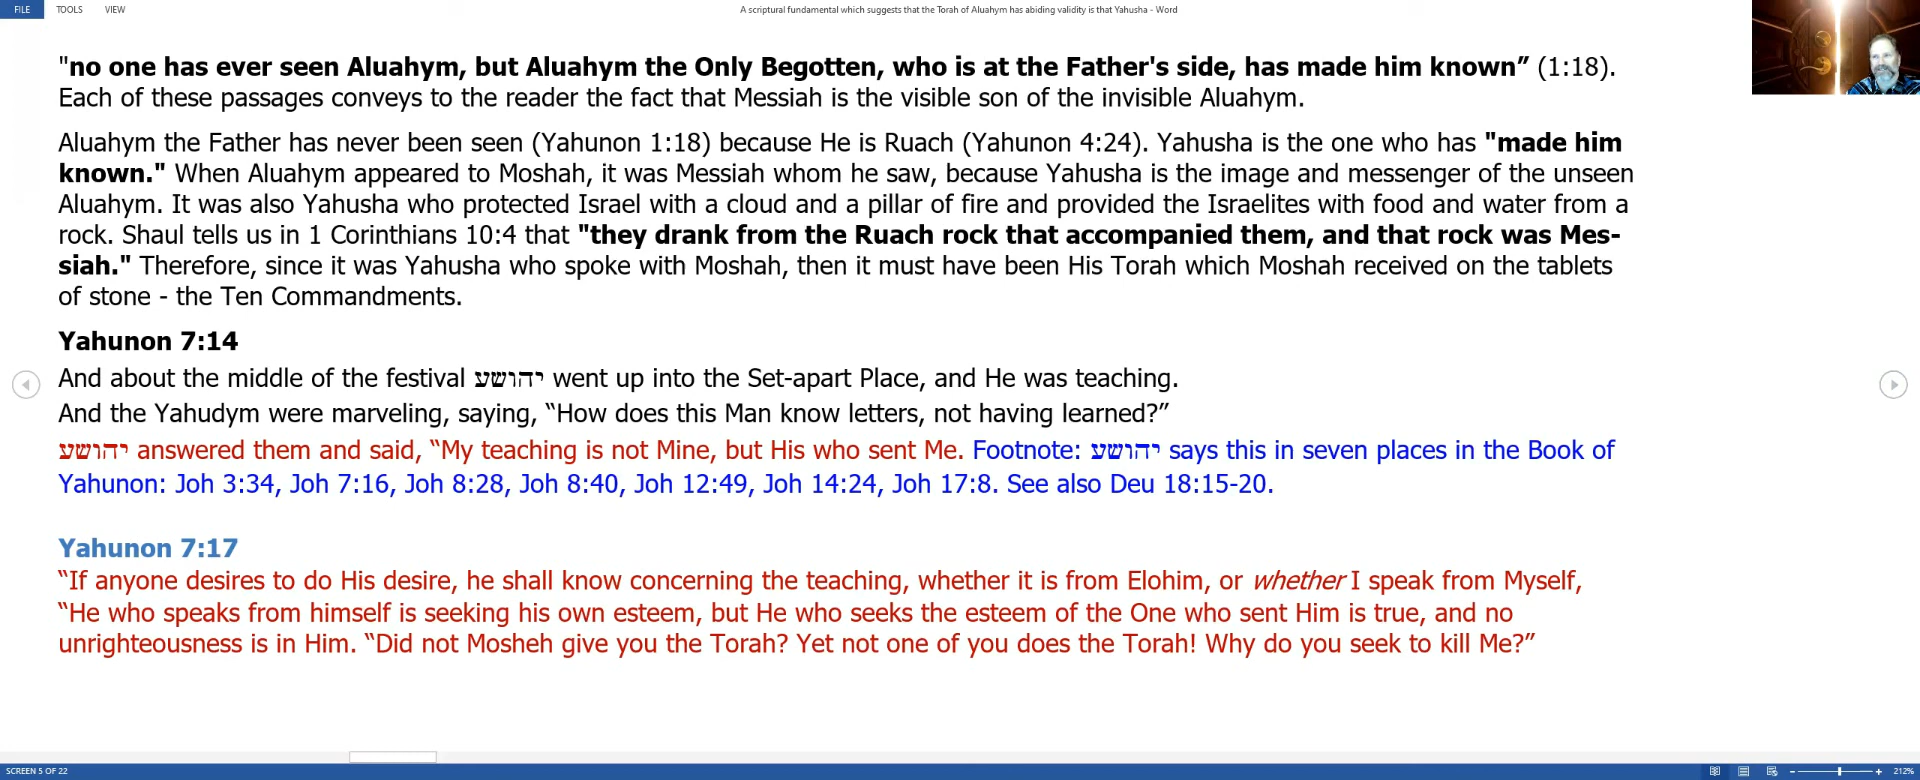 FILE TOOLS VIEW
A scriptural fundamental which suggests that the Torah of Aluahym has abiding validity is that Yahusha - Word
"no one has ever seen Aluahym, but Aluahym the Only Begotten, who is at the Father's side, has made him known” (1:18).
Each of these passages conveys to the reader the fact that Messiah is the visible son of the invisible Aluahym.
Aluahym the Father has never been seen (Yahunon 1:18) because He is Ruach (Yahunon 4:24). Yahusha is the one who has "made him
known." When Aluahym appeared to Moshah, it was Messiah whom he saw, because Yahusha is the image and messenger of the unseen
Aluahym. It was also Yahusha who protected Israel with a cloud and a pillar of fire and provided the Israelites with food and water from a
rock. Shaul tells us in 1 Corinthians 10:4 that "they drank from the Ruach rock that accompanied them, and that rock was Mes-
siah." Therefore, since it was Yahusha who spoke with Moshah, then it must have been His Torah which Moshah received on the tablets
of stone - the Ten Commandments.
Yahunon 7:14
And about the middle of the festival יהושע went up into the Set-apart Place, and He was teaching.
And the Yahudym were marveling, saying, “How does this Man know letters, not having learned?”
יהושע answered them and said, “My teaching is not Mine, but His who sent Me. Footnote: יהושע says this in seven places in the Book of
Yahunon: Joh 3:34, Joh 7:16, Joh 8:28, Joh 8:40, Joh 12:49, Joh 14:24, Joh 17:8. See also Deu 18:15-20.
Yahunon 7:17
“If anyone desires to do His desire, he shall know concerning the teaching, whether it is from Elohim, or whether I speak from Myself,
“He who speaks from himself is seeking his own esteem, but He who seeks the esteem of the One who sent Him is true, and no
unrighteousness is in Him. “Did not Mosheh give you the Torah? Yet not one of you does the Torah! Why do you seek to kill Me?”
SCREEN 5 OF 22
212%